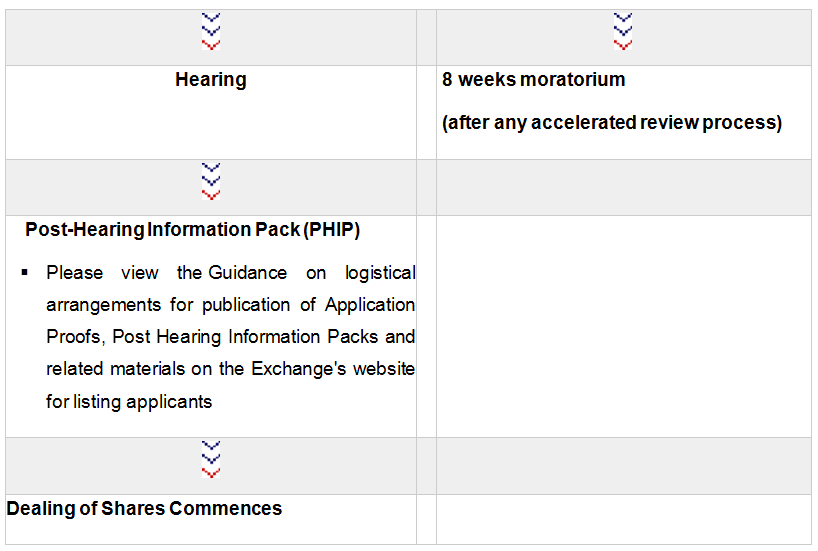 Hearing
8 weeks moratorium
(after any accelerated review process)
Post-Hearing Information Pack (PHIP)
▪ Please view the Guidance on logistical
arrangements for publication of Application
Proofs, Post Hearing Information Packs and
related materials on the Exchange's website
for listing applicants
Dealing of Shares Commences